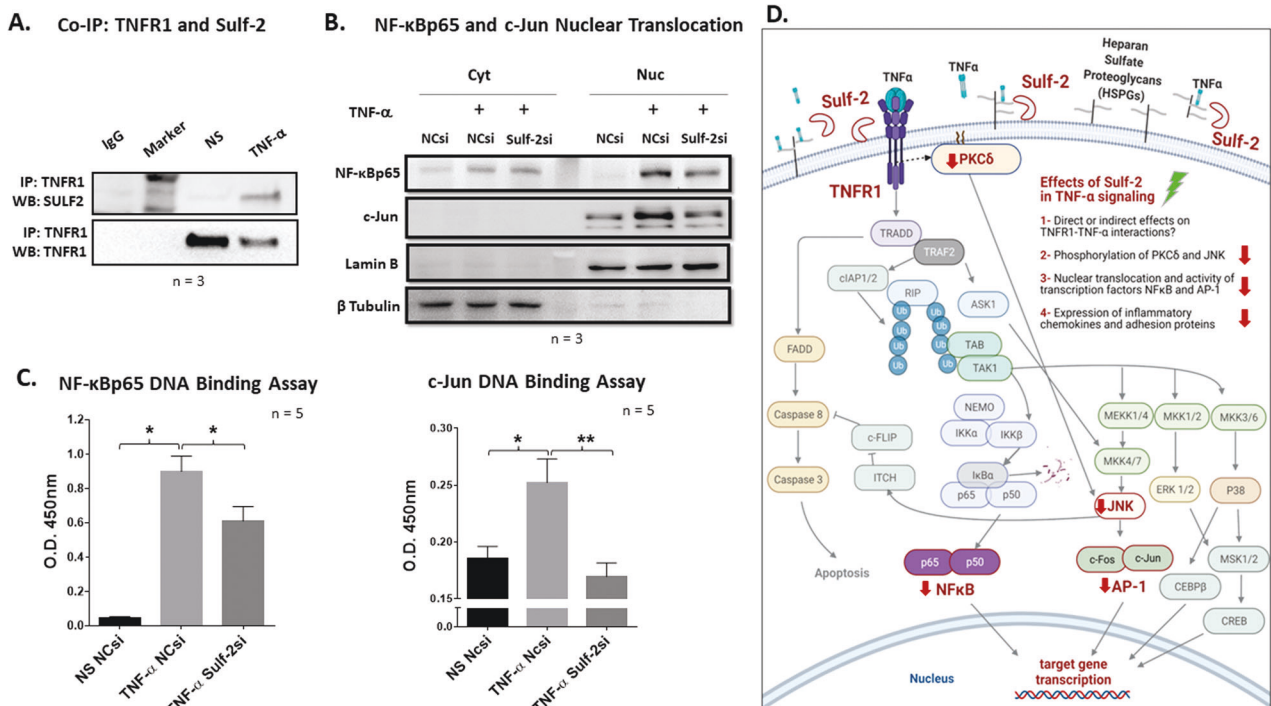 A. Co-IP: TNFR1 and Sulf-2
IgG
Marker
NS
TNF-α
IP: TNFR1
WB: SULF2
IP: TNFR1
WB: TNFR1
n = 3
B. NF-κBp65 and c-Jun Nuclear Translocation
Cyt Nuc
TNF-α + + + +
NCsi NCsi Sulf-2si NCsi NCsi Sulf-2si
NF-κBp65
c-Jun
Lamin B
β Tubulin
n = 3
C. NF-κBp65 DNA Binding Assay
n = 5
O.D. 450nm
1.2
1.0
0.8
0.6
0.4
0.2
0.0
* *
NS NCsi
TNF-α NCsi
TNF-α Sulf-2si
c-Jun DNA Binding Assay
n = 5
O.D. 450nm
0.30
0.25
0.20
0.15
0.0
* **
NS Ncsi
TNF-α Ncsi
TNF-α Sulf-2si
D.
TNFα
TNFα
Heparan
Sulfate
Proteoglycans
(HSPGs)
TNFα
Sulf-2
Sulf-2
Sulf-2
PKCδ
TNFR1
Effects of Sulf-2
in TNF-α signaling
1- Direct or indirect effects on
TNFR1-TNF-α interactions?
2- Phosphorylation of PKCδ and JNK
3- Nuclear translocation and activity of
transcription factors NFκB and AP-1
4- Expression of inflammatory
chemokines and adhesion proteins
TRADD
TRAF2
cIAP1/2
RIP
ASK1
Ub
Ub
Ub
Ub
Ub
Ub
Ub
Ub
TAB
TAK1
FADD
Caspase 8
Caspase 3
Apoptosis
c-FLIP
ITCH
NEMO
IKKα
IKKβ
IκBα
p65
p50
MEKK1/4
MKK1/2
MKK3/6
MKK4/7
ERK 1/2
P38
JNK
p65
p50
NFκB
c-Fos
c-Jun
AP-1
MSK1/2
CEBPβ
CREB
Nucleus
target gene
transcription